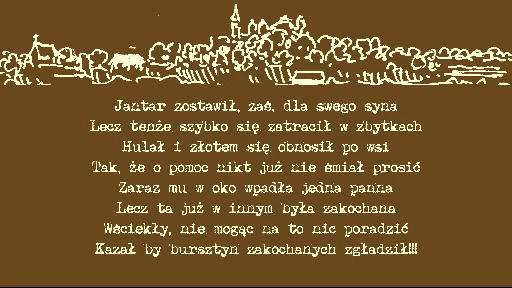 Jantar zostawił, zaś, dla swego syna
Lecz tenże szybko się zatracił w zbytkach
Hulał i złotem się obnosił po wsi
Tak, że o pomoc nikt już nie śmiał prosić
Zaraz mu w oko wpadła jedna panna
Lecz ta już w innym była zakochana
Wściekły, nie mogąc na to nic poradzić
Kazał by bursztyn zakochanych zgładził!!!